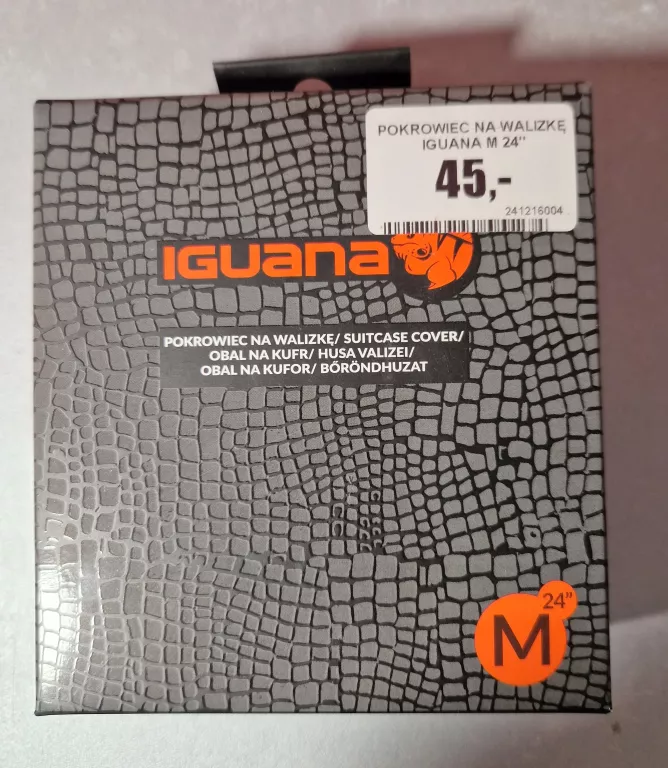 POKROWIEC NA WALIZKĘ
IGUANA M 24"
45,-
241216004
IGUANA
POKROWIEC NA WALIZKĘ/ SUITCASE COVER/
OBAL NA KUFR/ HUSA VALIZEI/
OBAL NA KUFOR/ BŐRÖNDHUZAT
24”
M